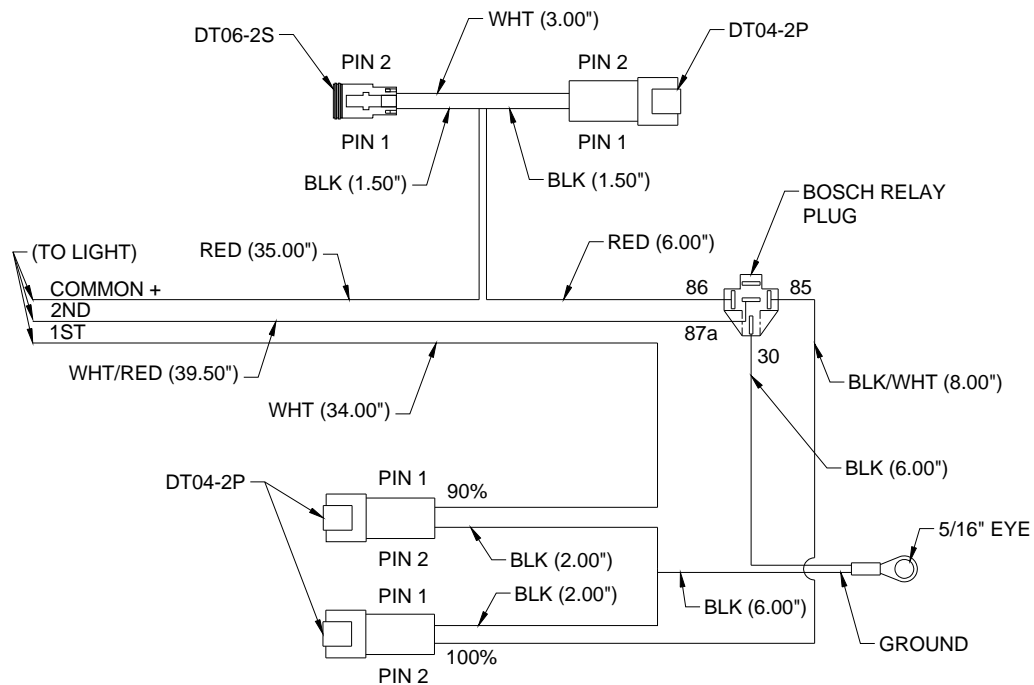 WHT (3.00")
DT06-2S
DT04-2P
PIN 2
PIN 2
PIN 1
PIN 1
BLK (1.50")
BLK (1.50")
BOSCH RELAY
PLUG
(TO LIGHT)
RED (35.00")
RED (6.00")
COMMON +
86
85
2ND
1ST
87a
30
WHT/RED (39.50")
BLK/WHT (8.00")
WHT (34.00")
BLK (6.00")
DT04-2P
PIN 1
90%
5/16" EYE
PIN 2
BLK (2.00")
BLK (2.00")
PIN 1
BLK (6.00")
GROUND
100%
PIN 2